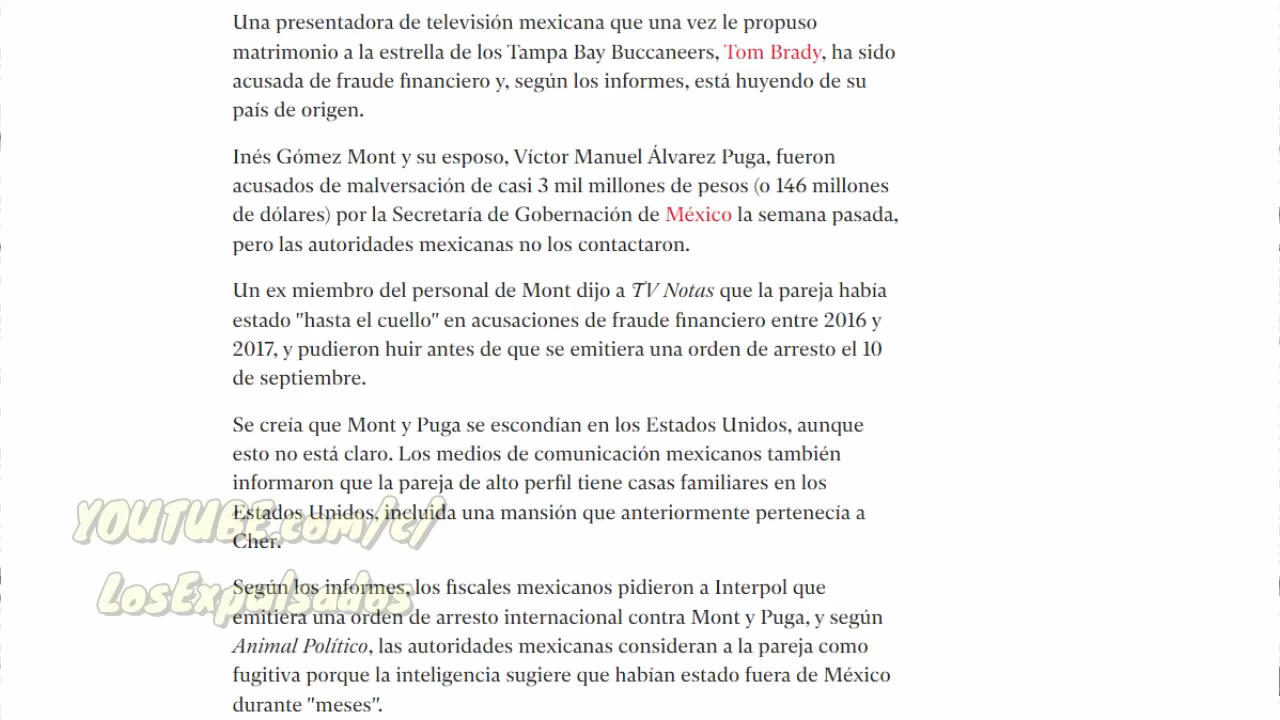 Una presentadora de televisión mexicana que una vez le propuso
matrimonio a la estrella de los Tampa Bay Buccaneers, Tom Brady, ha sido
acusada de fraude financiero y, según los informes, está huyendo de su
país de origen.
Inés Gómez Mont y su esposo, Víctor Manuel Álvarez Puga, fueron
acusados de malversación de casi 3 mil millones de pesos (o 146 millones
de dólares) por la Secretaría de Gobernación de México la semana pasada,
pero las autoridades mexicanas no los contactaron.
Un ex miembro del personal de Mont dijo a TV Notas que la pareja había
estado "hasta el cuello" en acusaciones de fraude financiero entre 2016 y
2017, y pudieron huir antes de que se emitiera una orden de arresto el 10
de septiembre.
Se creía que Mont y Puga se escondían en los Estados Unidos, aunque
esto no está claro. Los medios de comunicación mexicanos también
informaron que la pareja de alto perfil tiene casas familiares en los
Estados Unidos, incluida una mansión que anteriormente pertenecía a
Cher.
YOUTUBE.com/c/
LosExpulsados
Según los informes, los fiscales mexicanos pidieron a Interpol que
emitiera una orden de arresto internacional contra Mont y Puga, y según
Animal Político, las autoridades mexicanas consideran a la pareja como
fugitiva porque la inteligencia sugiere que habían estado fuera de México
durante "meses".